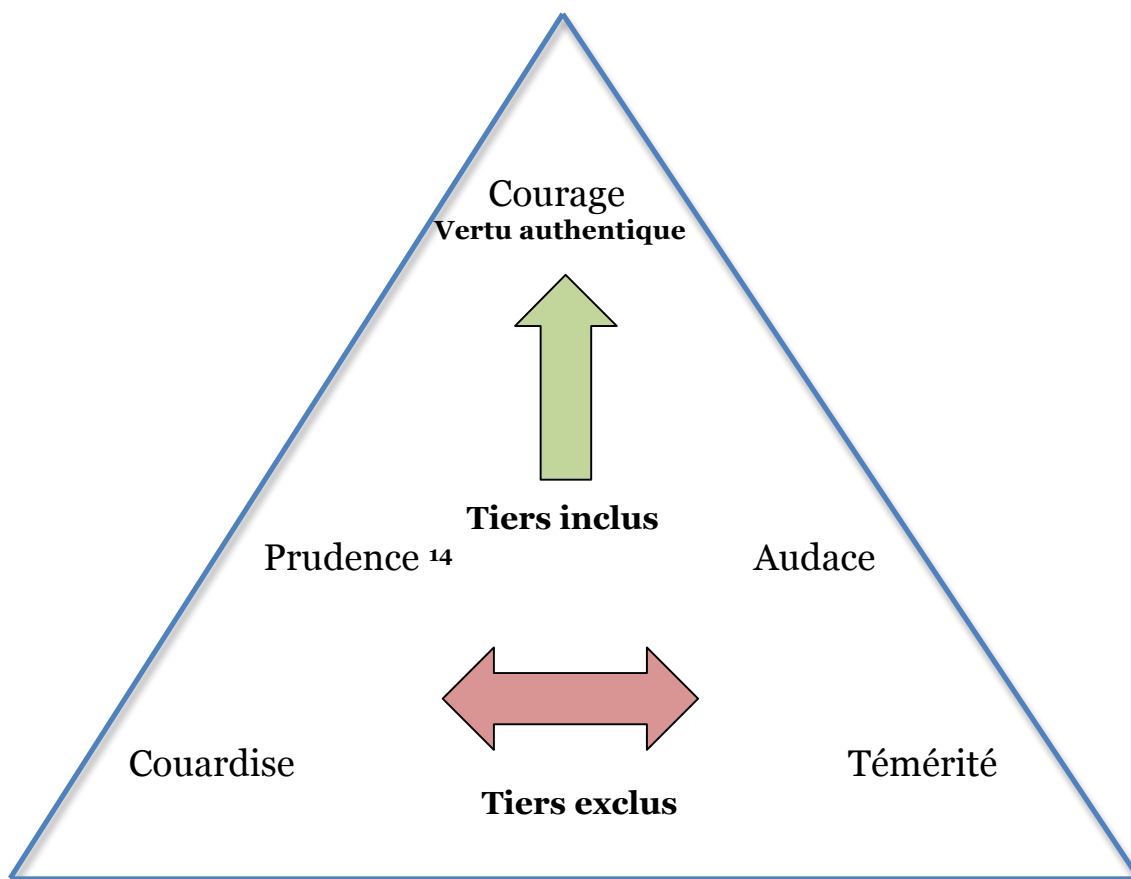 Courage
Vertu authentique
Tiers inclus
Prudence 14
Audace
Couardise
Témérité
Tiers exclus